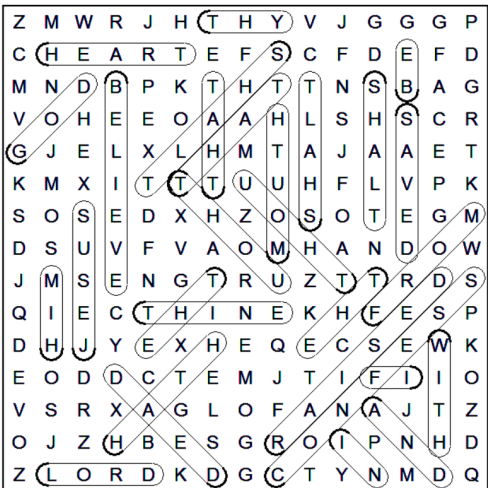 Z M W R J H T H Y V J G G G P
C H E A R T E F S C F D E F D
M N D B P K T H T T N S B A G
V O H E E O A A H L S H S C R
G J E L X L H M T A J A A E T
K M X I T T T U U H F L V P K
S O S E D X H Z O S O T E G M
D S U V F V A O M H A N D O W
J M S E N G T R U Z T T R D S
Q I E C T H I N E K H F E S P
D H J Y E X H E Q E C S E W K
E O D D C T E M J T I F I I O
V S R X A G L O F A N A J T Z
O J Z H B E S G R O I P N H D
Z L O R D K D G C T Y N M D Q